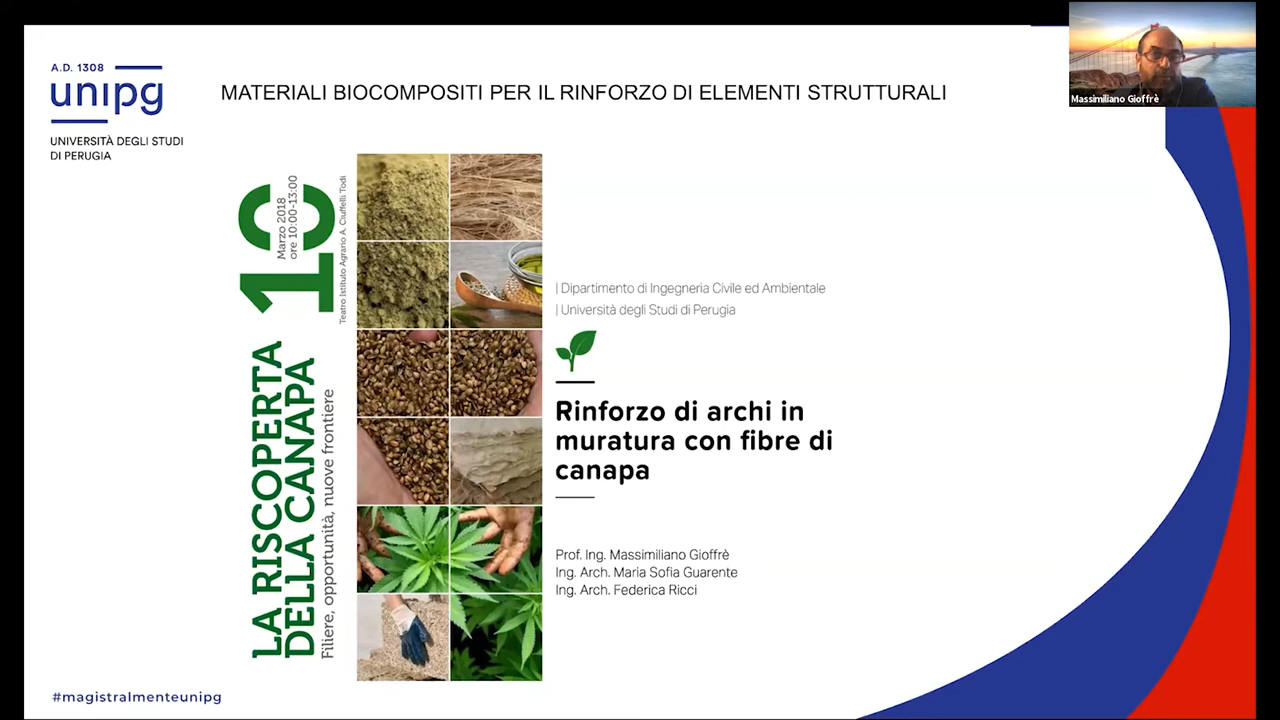 A.D. 1308
unipg
UNIVERSITÀ DEGLI STUDI
DI PERUGIA
MATERIALI BIOCOMPOSITI PER IL RINFORZO DI ELEMENTI STRUTTURALI
Massimiliano Gioffrè
LA RISCOPERTA
DELLA CANAPA
Filiere, opportunità, nuove frontiere
10
Marzo 2018
ore 10:00-13:00
Teatro Istituto Agrario A. Ciuffelli Todi
| Dipartimento di Ingegneria Civile ed Ambientale
| Università degli Studi di Perugia
Rinforzo di archi in
muratura con fibre di
canapa
Prof. Ing. Massimiliano Gioffrè
Ing. Arch. Maria Sofia Guarente
Ing. Arch. Federica Ricci
#magistralmenteunipg